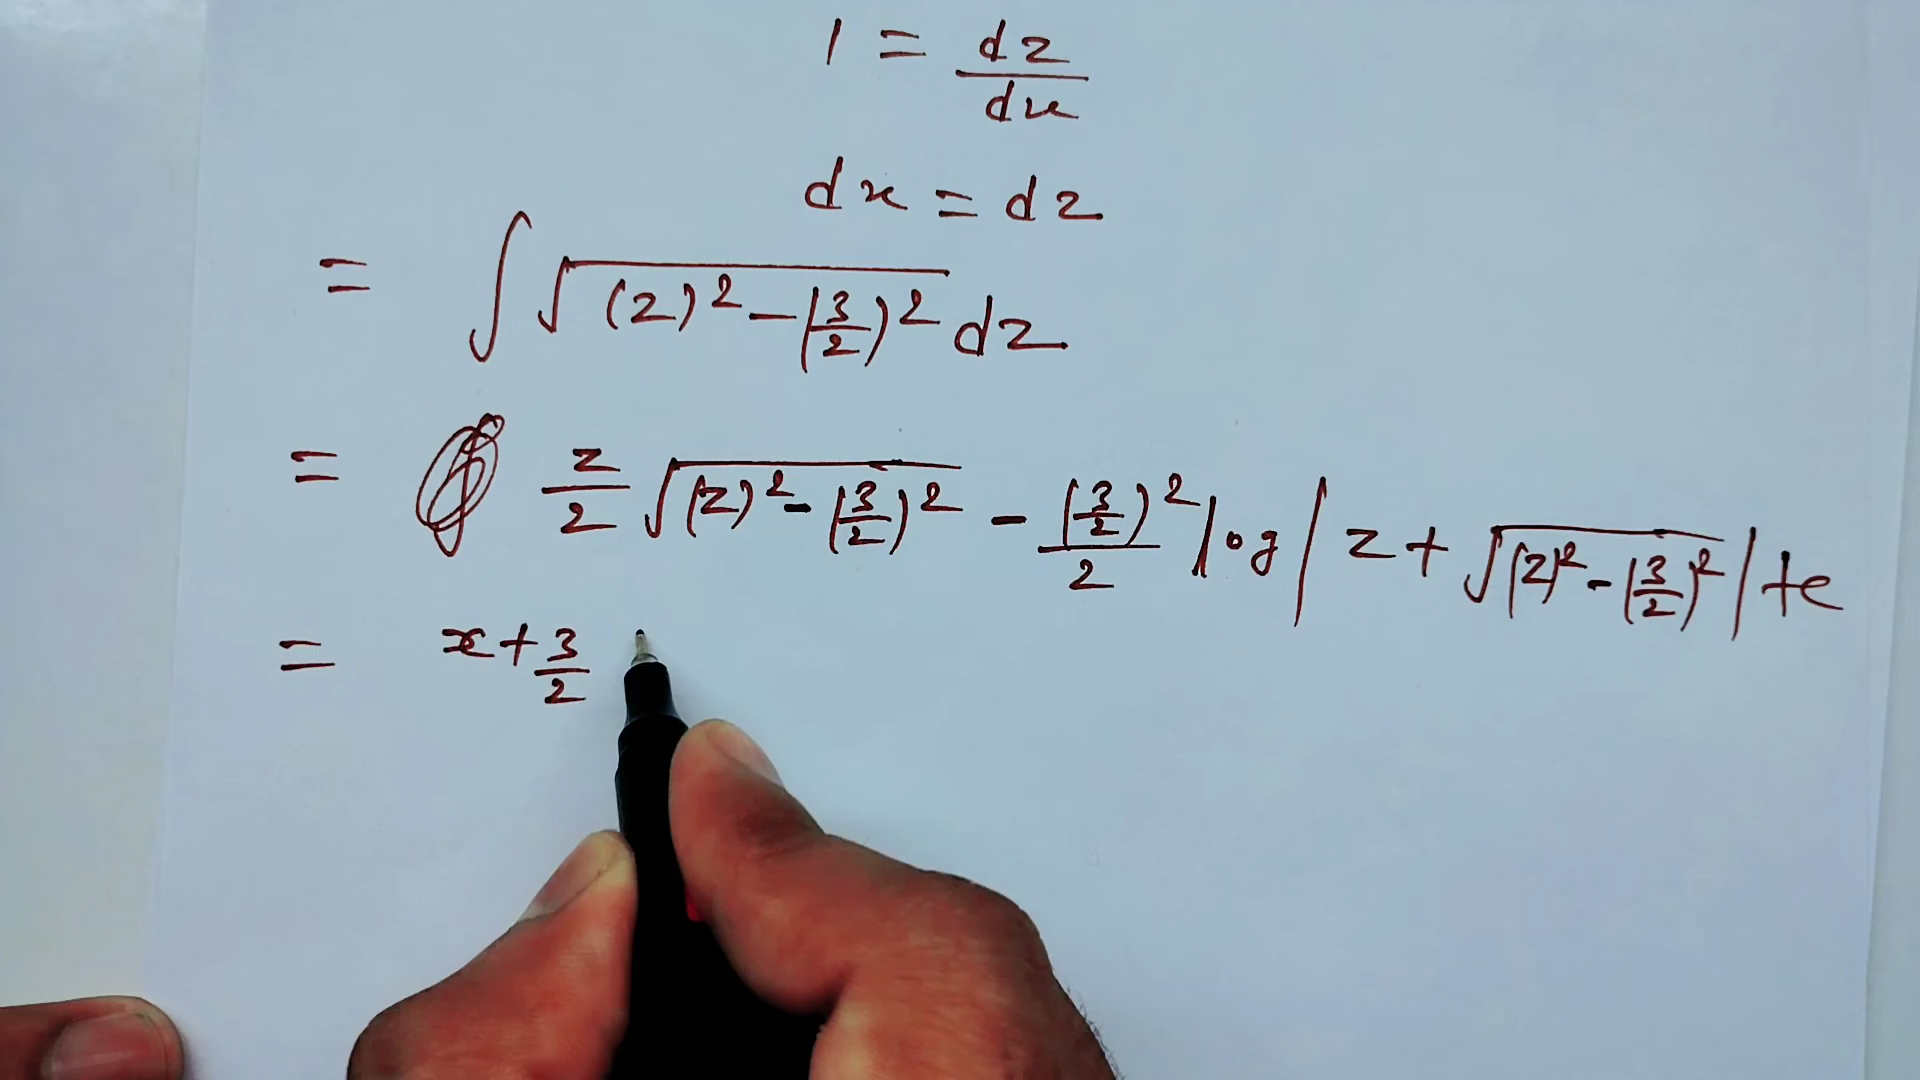 1 = dz/dx
dx = dz
= ∫ √((z)² - (3/2)²) dz
= z/2 √((z)² - (3/2)²) - (3/2)²/2 log | z + √((z)² - (3/2)²) | + c
= x + 3/2